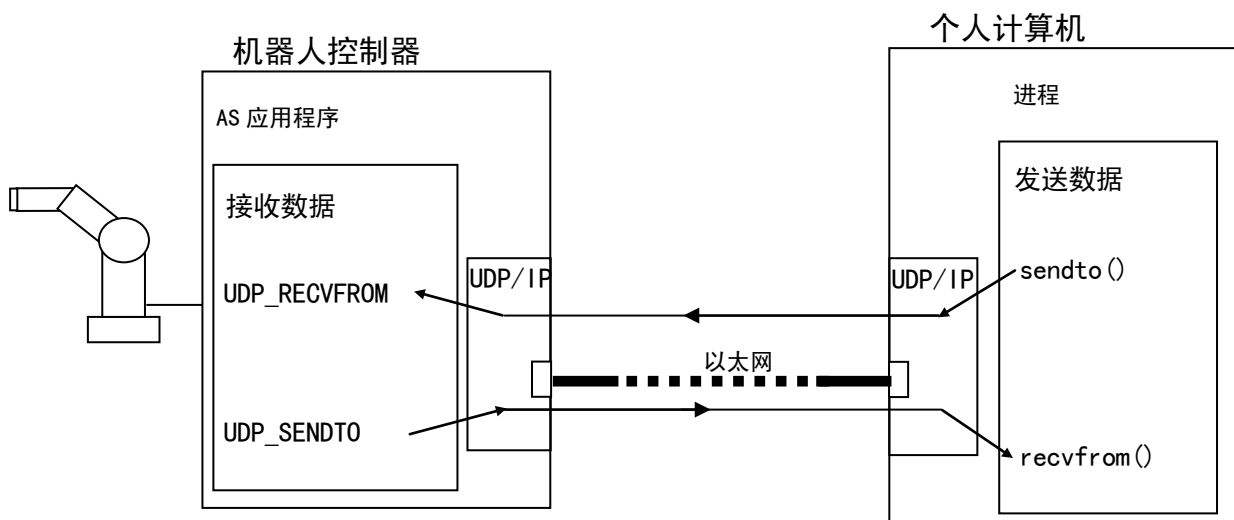 个人计算机
机器人控制器
进程
AS 应用程序
发送数据
接收数据
sendto()
UDP/IP
UDP/IP
UDP_RECVFROM
以太网
UDP_SENDTO
recvfrom()